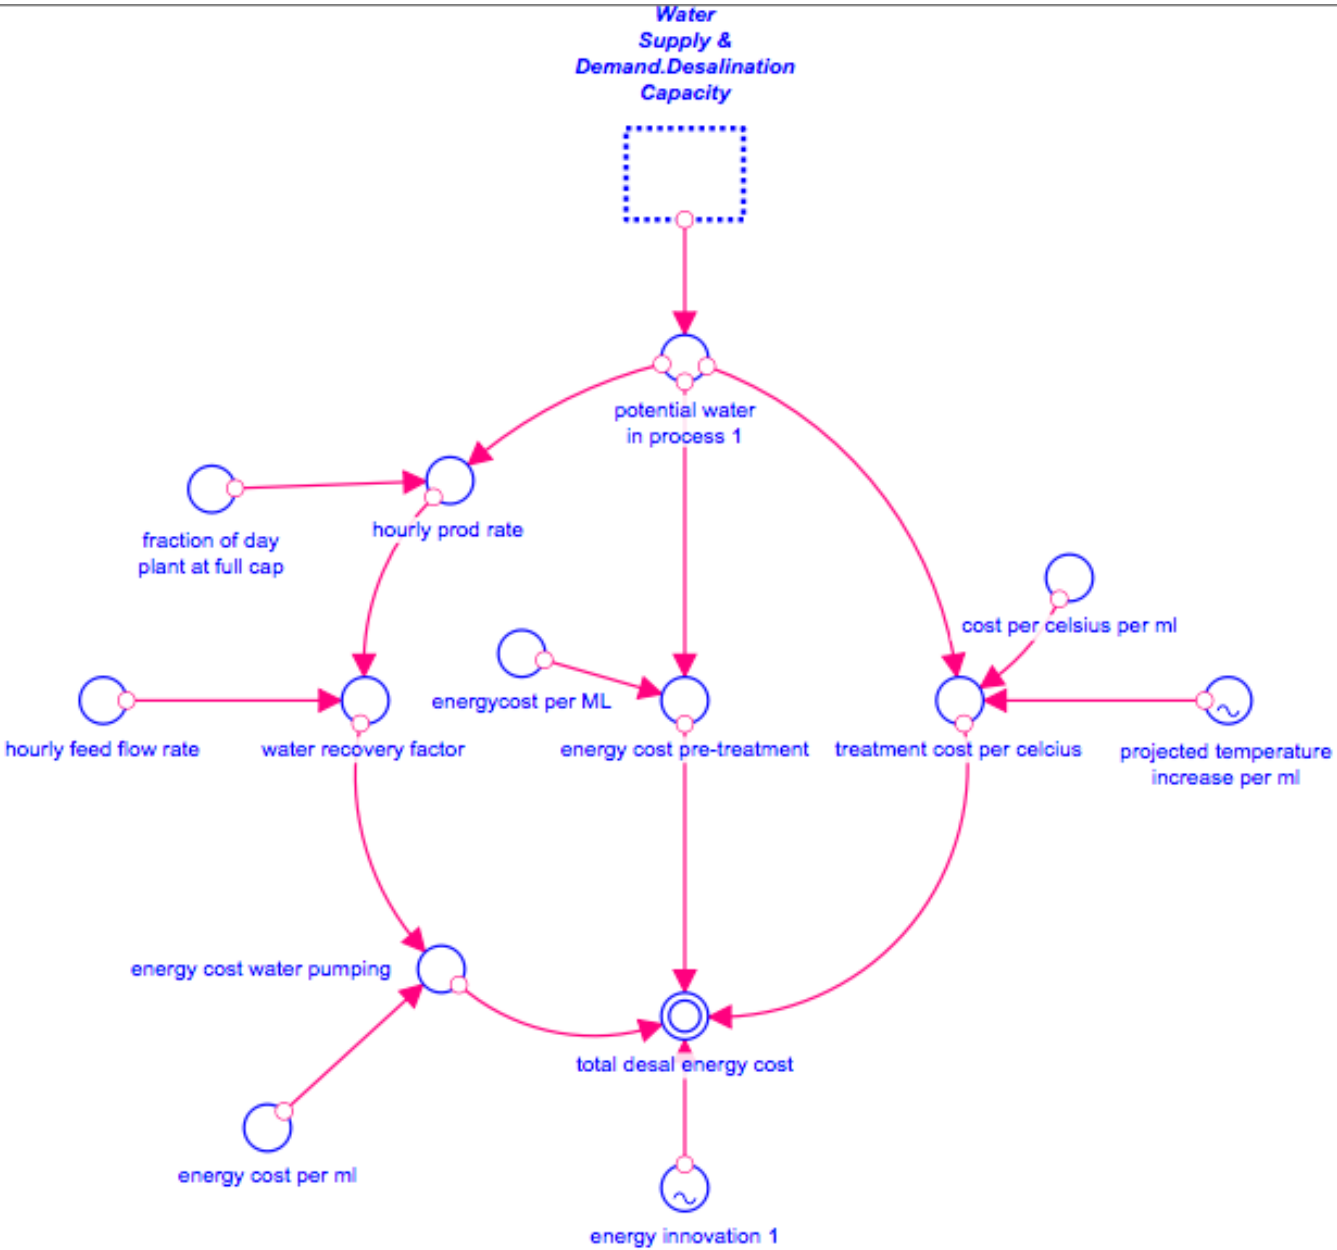 Water
Supply &
Demand.Desalination
Capacity
potential water
in process 1
hourly prod rate
fraction of day
plant at full cap
cost per celsius per ml
energycost per ML
hourly feed flow rate
water recovery factor
energy cost pre-treatment
treatment cost per celcius
projected temperature
increase per ml
energy cost water pumping
total desal energy cost
energy cost per ml
energy innovation 1